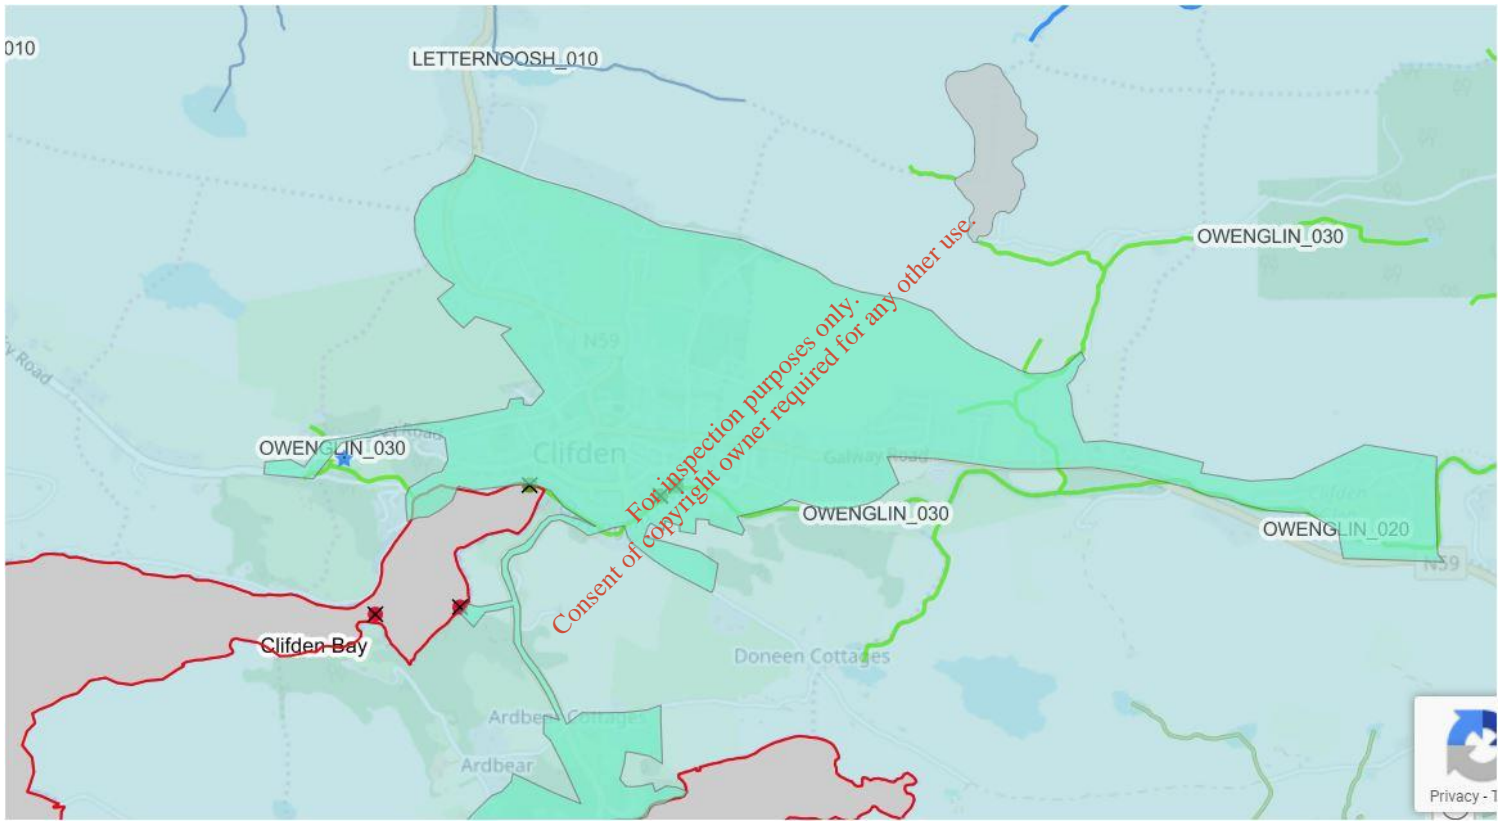 010
LETTERNOOSH_010
OWENGLIN_030
N59
Road
OWENGLIN_030
Road
Clifden
Galway Road
OWENGLIN_030
OWENGLIN_020
N59
For inspection purposes only.
Consent of copyright owner required for any other use.
Clifden Bay
Doneen Cottages
Ardbear Cottages
Ardbear
Privacy - T